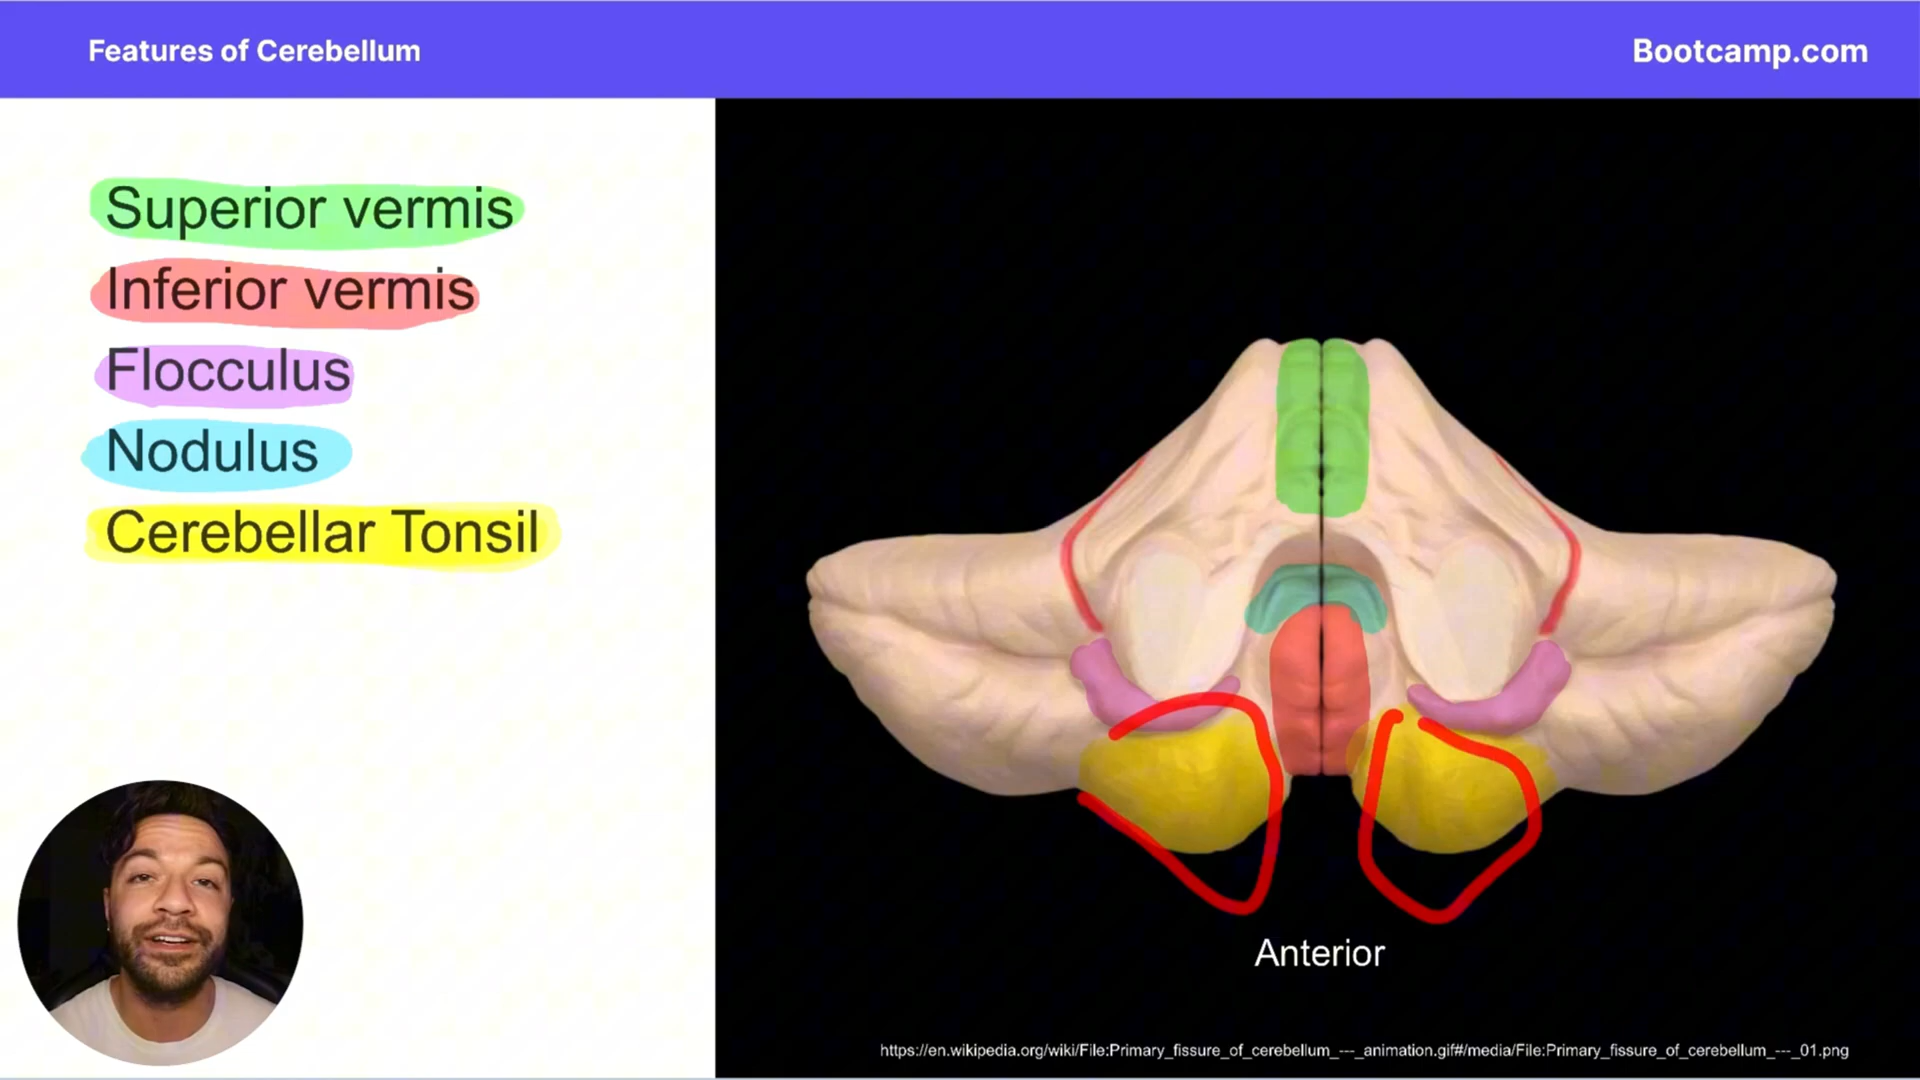 Features of Cerebellum
Bootcamp.com
Superior vermis
Inferior vermis
Flocculus
Nodulus
Cerebellar Tonsil
Anterior
https://en.wikipedia.org/wiki/File:Primary_fissure_of_cerebellum_---_animation.gif#/media/File:Primary_fissure_of_cerebellum_---_01.png